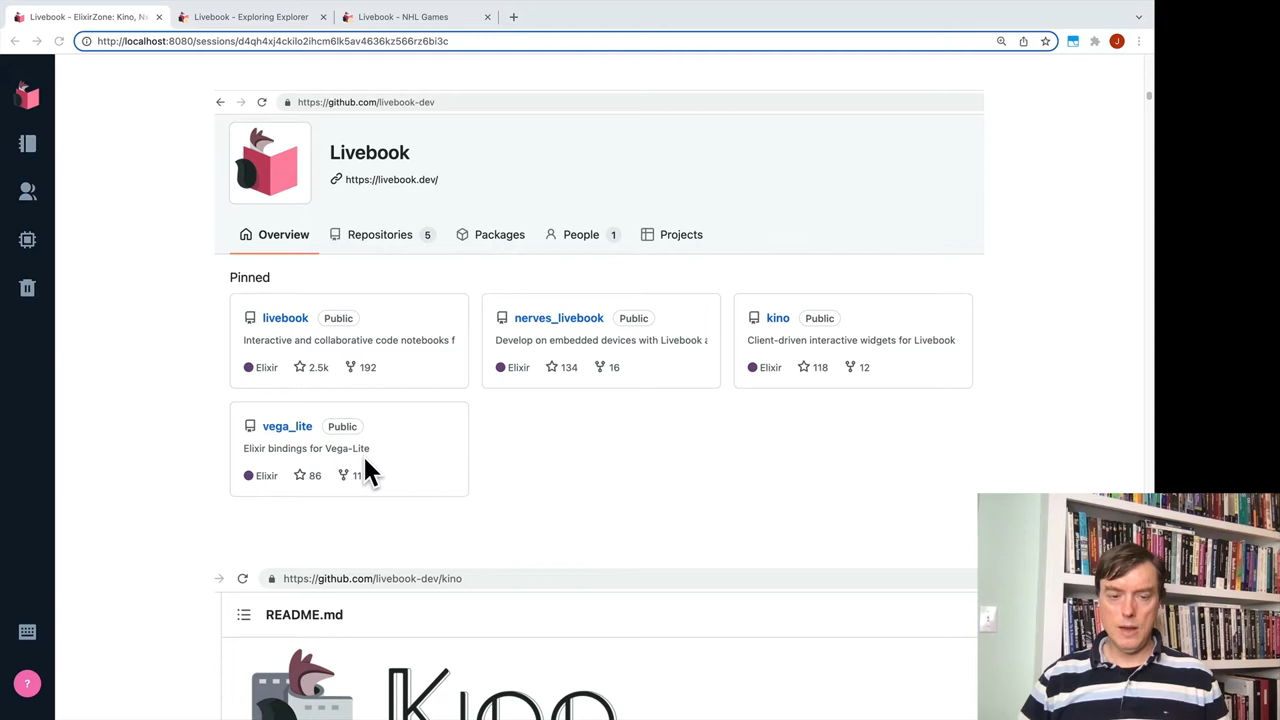 Livebook - ElixirZone: Kino, Nx
Livebook - Exploring Explorer
Livebook - NHL Games
http://localhost:8080/sessions/d4qh4xj4ckilo2ihcm6lk5av4636kz566rz6bi3c
J
https://github.com/livebook-dev
Livebook
https://livebook.dev/
Overview Repositories 5 Packages People 1 Projects
Pinned
livebook Public
Interactive and collaborative code notebooks f
Elixir 2.5k 192
nerves_livebook Public
Develop on embedded devices with Livebook a
Elixir 134 16
kino Public
Client-driven interactive widgets for Livebook
Elixir 118 12
vega_lite Public
Elixir bindings for Vega-Lite
Elixir 86 11
https://github.com/livebook-dev/kino
README.md
Kino
?